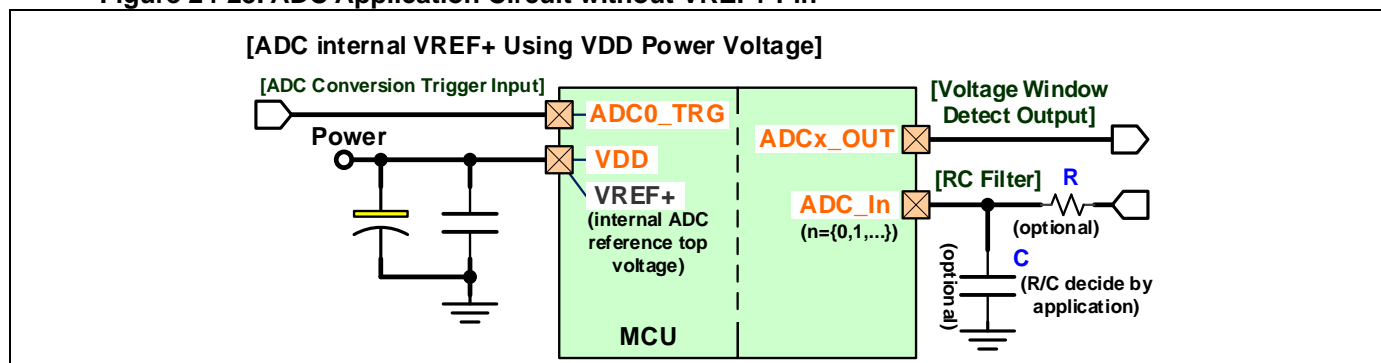 [ADC internal VREF+ Using VDD Power Voltage]
[ADC Conversion Trigger Input]
ADC0_TRG
Power
VDD
VREF+
(internal ADC
reference top
voltage)
MCU
[Voltage Window
Detect Output]
ADCx_OUT
[RC Filter]
R
ADC_In
(n={0,1,...})
(optional)
(optional)
C
(R/C decide by
application)